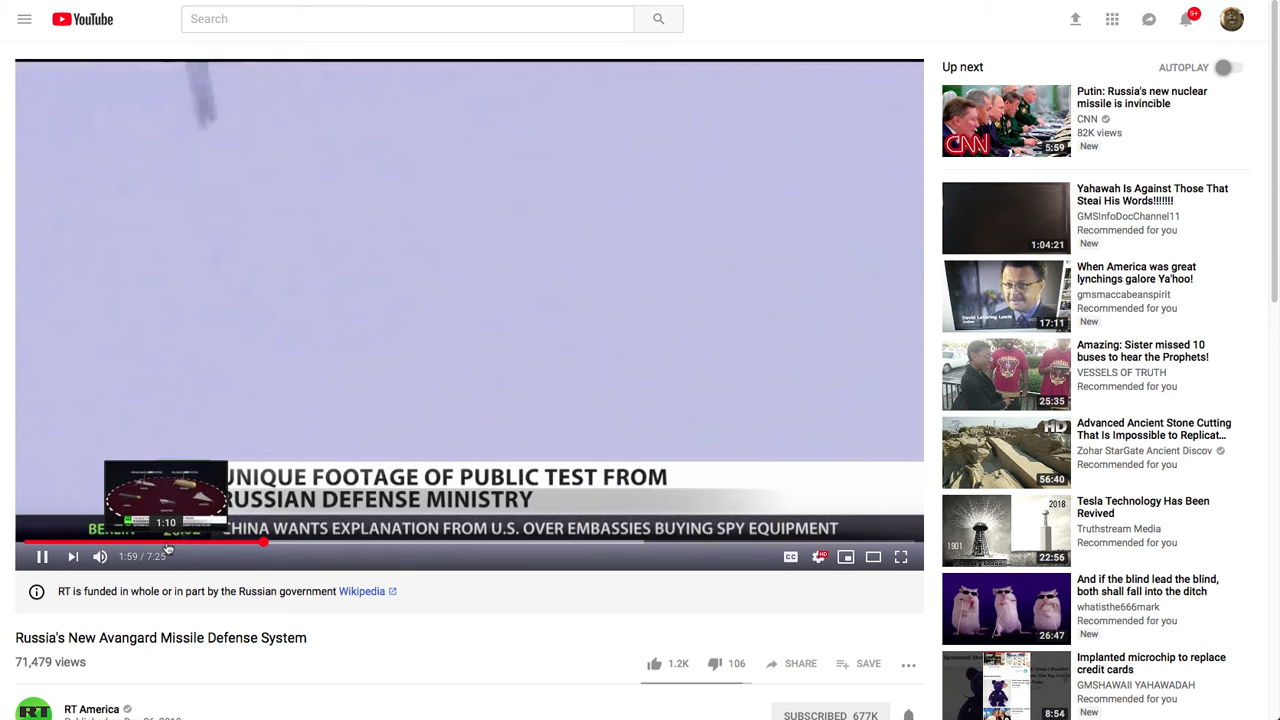 YouTube
Search
9+
UNIQUE FOOTAGE OF PUBLIC TEST FROM
RUSSIAN DEFENSE MINISTRY
CHINA WANTS EXPLANATION FROM U.S. OVER EMBASSIES BUYING SPY EQUIPMENT
1:10
1:59 / 7:25
CC
HD
RT is funded in whole or in part by the Russian government Wikipedia
Russia's New Avangard Missile Defense System
71,479 views
1.2K
106
SHARE
SAVE
RT
RT America
SUBSCRIBED 677K
Up next
AUTOPLAY
CNN
5:59
Putin: Russia's new nuclear
missile is invincible
CNN
82K views
New
1:04:21
Yahawah Is Against Those That
Steai His Words!!!!!!!
GMSInfoDocChannel11
Recommended for you
New
17:11
When America was great
lynchings galore Ya'hoo!
gmsmaccabeanspirit
Recommended for you
New
25:35
Amazing: Sister missed 10
buses to hear the Prophets!
VESSELS OF TRUTH
Recommended for you
HD
56:40
Advanced Ancient Stone Cutting
That Is Impossible to Replicat...
Zohar StarGate Ancient Discov
Recommended for you
1901
2018
22:56
Tesla Technology Has Been
Revived
Truthstream Media
Recommended for you
26:47
And if the blind lead the blind,
both shall fall into the ditch
whatisthe666mark
Recommended for you
New
8:54
Implanted microchip to replace
credit cards
GMSHAWAII YAHAWADAH
Recommended for you
New